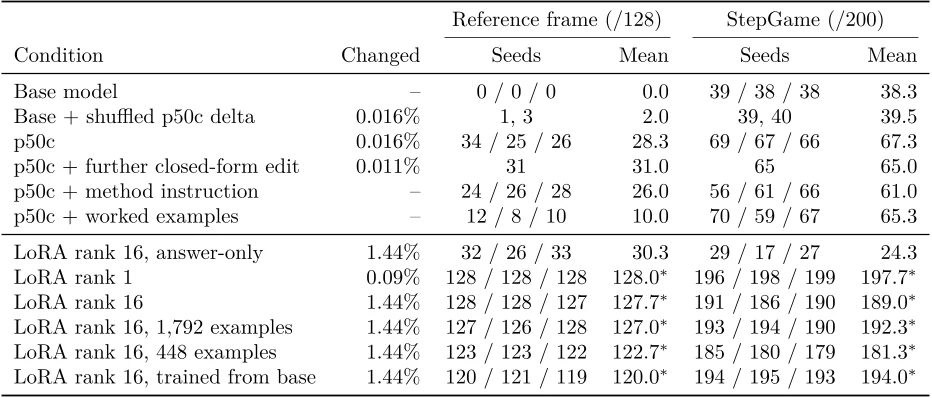 Reference frame (/128) StepGame (/200)
Condition Changed Seeds Mean Seeds Mean
Base model – 0 / 0 / 0 0.0 39 / 38 / 38 38.3
Base + shuffled p50c delta 0.016% 1, 3 2.0 39, 40 39.5
p50c 0.016% 34 / 25 / 26 28.3 69 / 67 / 66 67.3
p50c + further closed-form edit 0.011% 31 31.0 65 65.0
p50c + method instruction – 24 / 26 / 28 26.0 56 / 61 / 66 61.0
p50c + worked examples – 12 / 8 / 10 10.0 70 / 59 / 67 65.3
LoRA rank 16, answer-only 1.44% 32 / 26 / 33 30.3 29 / 17 / 27 24.3
LoRA rank 1 0.09% 128 / 128 / 128 128.0* 196 / 198 / 199 197.7*
LoRA rank 16 1.44% 128 / 128 / 127 127.7* 191 / 186 / 190 189.0*
LoRA rank 16, 1,792 examples 1.44% 127 / 126 / 128 127.0* 193 / 194 / 190 192.3*
LoRA rank 16, 448 examples 1.44% 123 / 123 / 122 122.7* 185 / 180 / 179 181.3*
LoRA rank 16, trained from base 1.44% 120 / 121 / 119 120.0* 194 / 195 / 193 194.0*